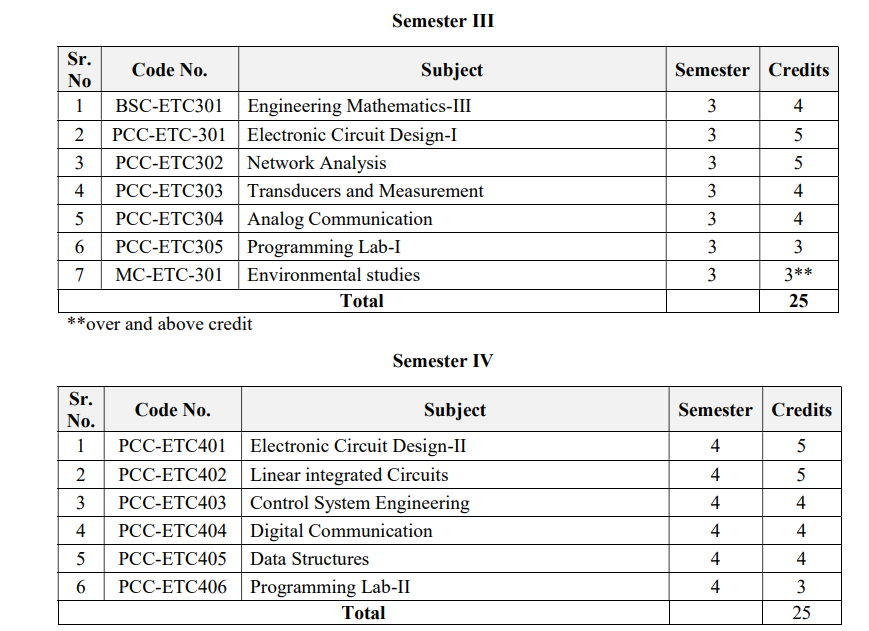 Semester III
Sr. No Code No. Subject Semester Credits
1 BSC-ETC301 Engineering Mathematics-III 3 4
2 PCC-ETC-301 Electronic Circuit Design-I 3 5
3 PCC-ETC302 Network Analysis 3 5
4 PCC-ETC303 Transducers and Measurement 3 4
5 PCC-ETC304 Analog Communication 3 4
6 PCC-ETC305 Programming Lab-I 3 3
7 MC-ETC-301 Environmental studies 3 3**
Total 25
**over and above credit
Semester IV
Sr. No. Code No. Subject Semester Credits
1 PCC-ETC401 Electronic Circuit Design-II 4 5
2 PCC-ETC402 Linear integrated Circuits 4 5
3 PCC-ETC403 Control System Engineering 4 4
4 PCC-ETC404 Digital Communication 4 4
5 PCC-ETC405 Data Structures 4 4
6 PCC-ETC406 Programming Lab-II 4 3
Total 25